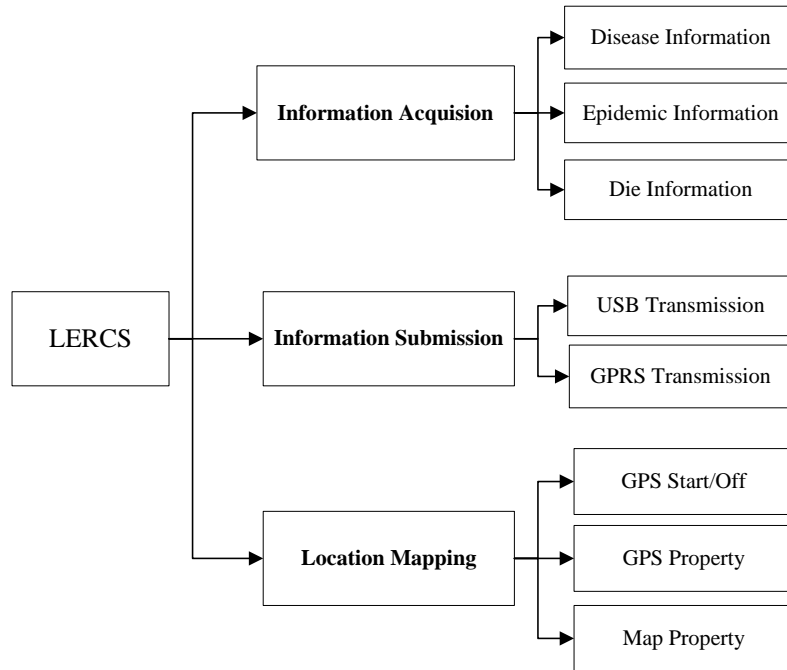 LERCS
Information Acquision
Disease Information
Epidemic Information
Die Information
Information Submission
USB Transmission
GPRS Transmission
Location Mapping
GPS Start/Off
GPS Property
Map Property